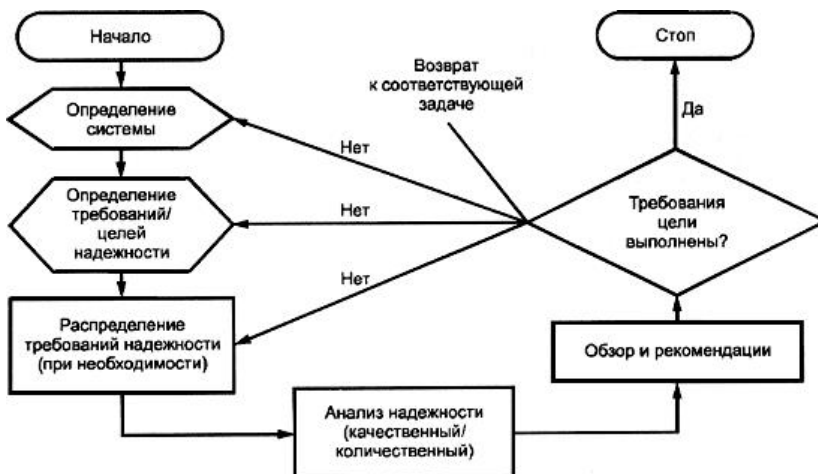 Начало
Стоп
Возврат
к соответствующей
задаче
Да
Определение
системы
Нет
Определение
требований/
целей
надежности
Нет
Требования
цели
выполнены?
Нет
Распределение
требований надежности
(при необходимости)
Обзор и рекомендации
Анализ надежности
(качественный/
количественный)